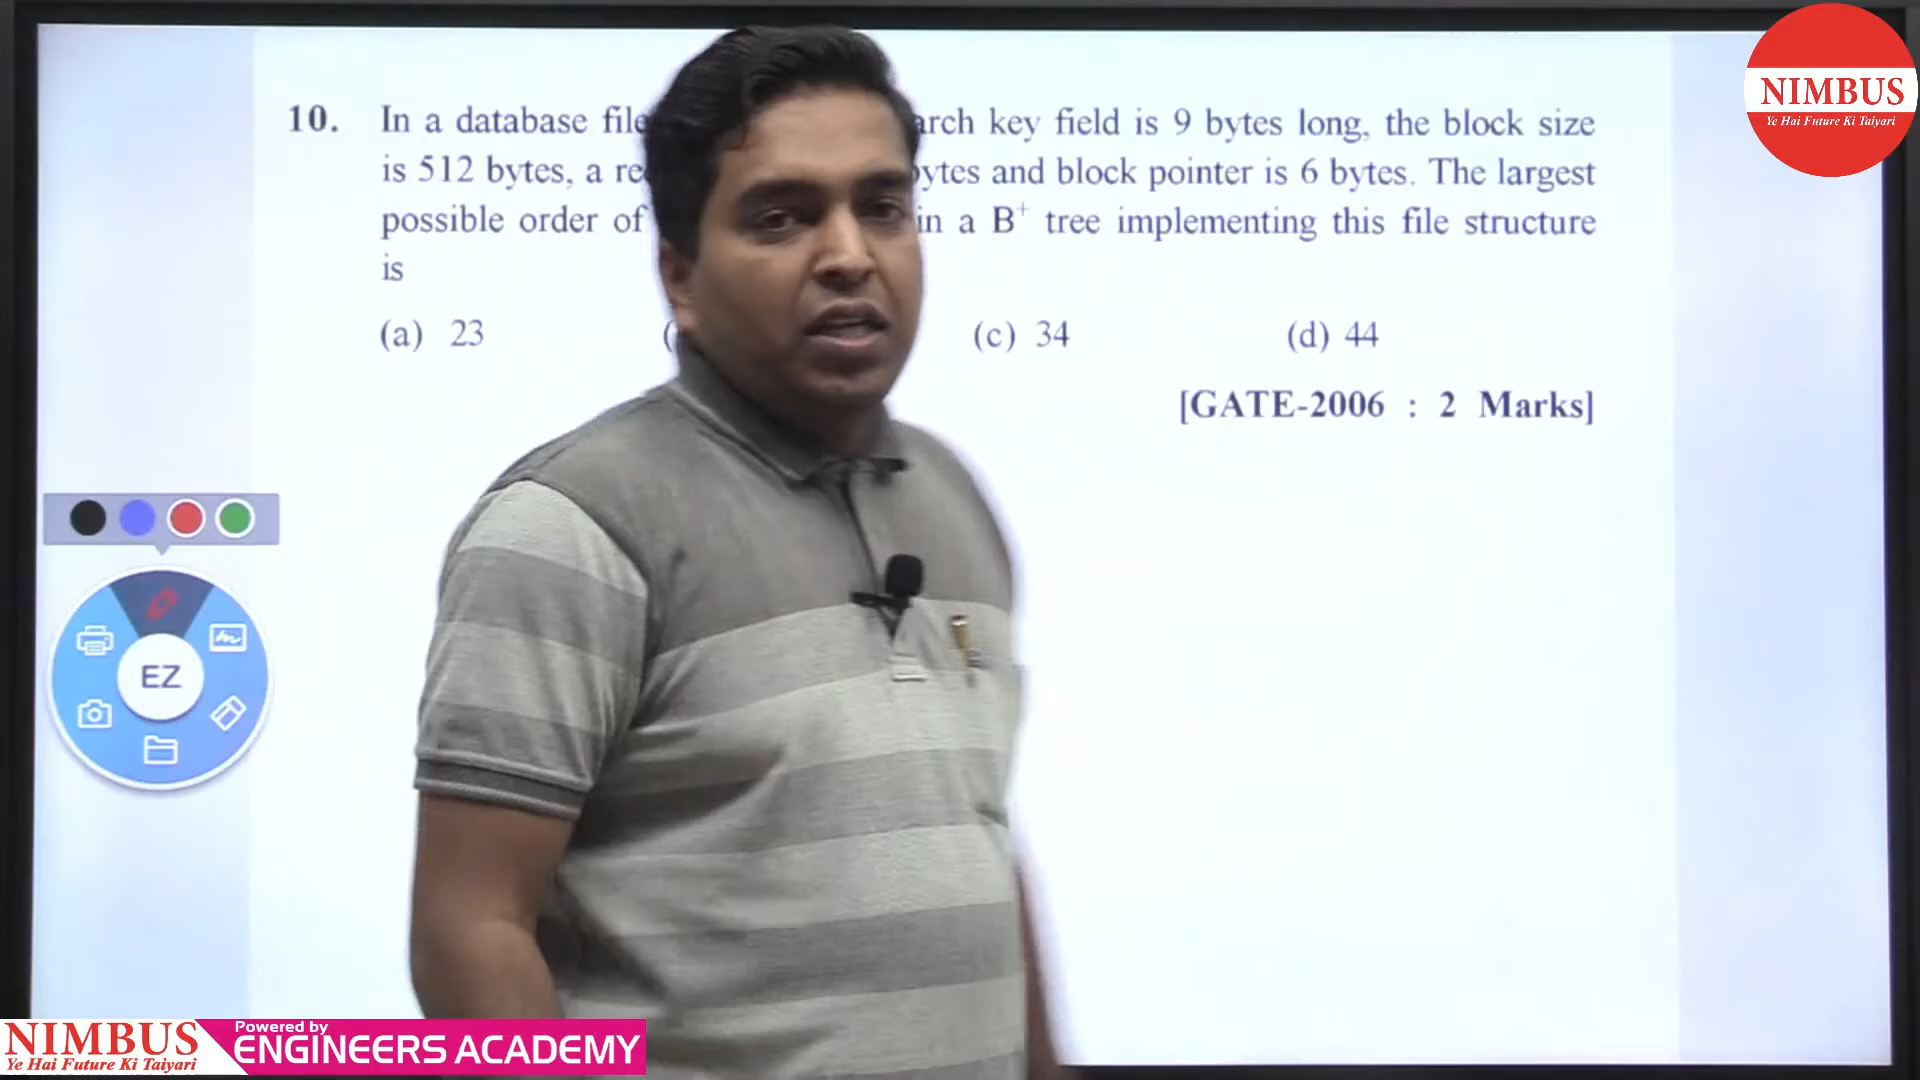 10. In a database file arch key field is 9 bytes long, the block size
is 512 bytes, a re ytes and block pointer is 6 bytes. The largest
possible order of in a B+ tree implementing this file structure
is
(a) 23 ( (c) 34 (d) 44
[GATE-2006 : 2 Marks]
EZ
NIMBUS
Ye Hai Future Ki Taiyari
NIMBUS
Ye Hai Future Ki Taiyari
Powered by
ENGINEERS ACADEMY